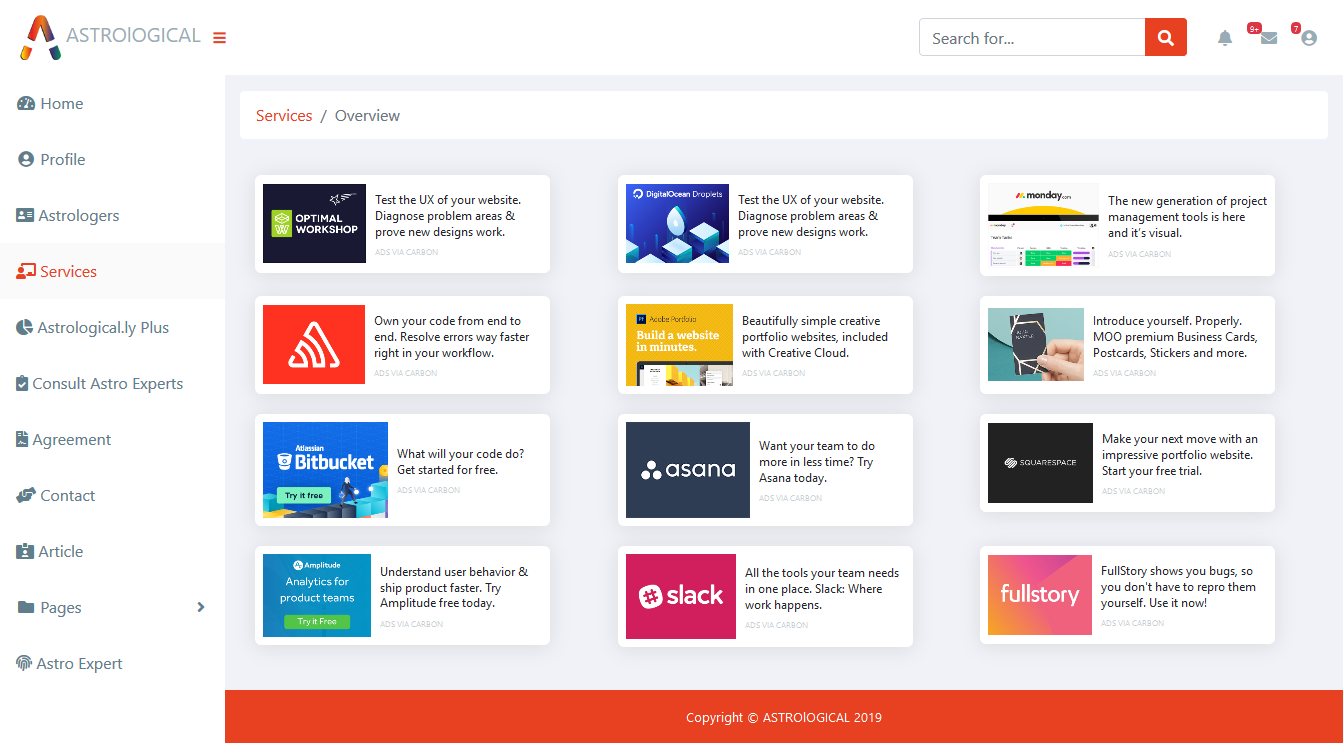 ASTROlOGICAL
Search for...
9+
7
Home
Profile
Astrologers
Services
Astrological.ly Plus
Consult Astro Experts
Agreement
Contact
Article
Pages
Astro Expert
Services / Overview
OPTIMAL
WORKSHOP
Test the UX of your website.
Diagnose problem areas &
prove new designs work.
ADS VIA CARBON
DigitalOcean Droplets
Test the UX of your website.
Diagnose problem areas &
prove new designs work.
ADS VIA CARBON
monday.com
Team Tasks
The new generation of project
management tools is here
and it's visual.
ADS VIA CARBON
Own your code from end to
end. Resolve errors way faster
right in your workflow.
ADS VIA CARBON
Adobe Portfolio
Build a website
in minutes.
Beautifully simple creative
portfolio websites, included
with Creative Cloud.
ADS VIA CARBON
Introduce yourself. Properly.
MOO premium Business Cards,
Postcards, Stickers and more.
ADS VIA CARBON
Atlassian
Bitbucket
Try it free
What will your code do?
Get started for free.
ADS VIA CARBON
asana
Want your team to do
more in less time? Try
Asana today.
ADS VIA CARBON
SQUARESPACE
Make your next move with an
impressive portfolio website.
Start your free trial.
ADS VIA CARBON
Amplitude
Analytics for
product teams
Try it Free
Understand user behavior &
ship product faster. Try
Amplitude free today.
ADS VIA CARBON
slack
All the tools your team needs
in one place. Slack: Where
work happens.
ADS VIA CARBON
fullstory
FullStory shows you bugs, so
you don't have to repro them
yourself. Use it now!
ADS VIA CARBON
Copyright © ASTROlOGICAL 2019